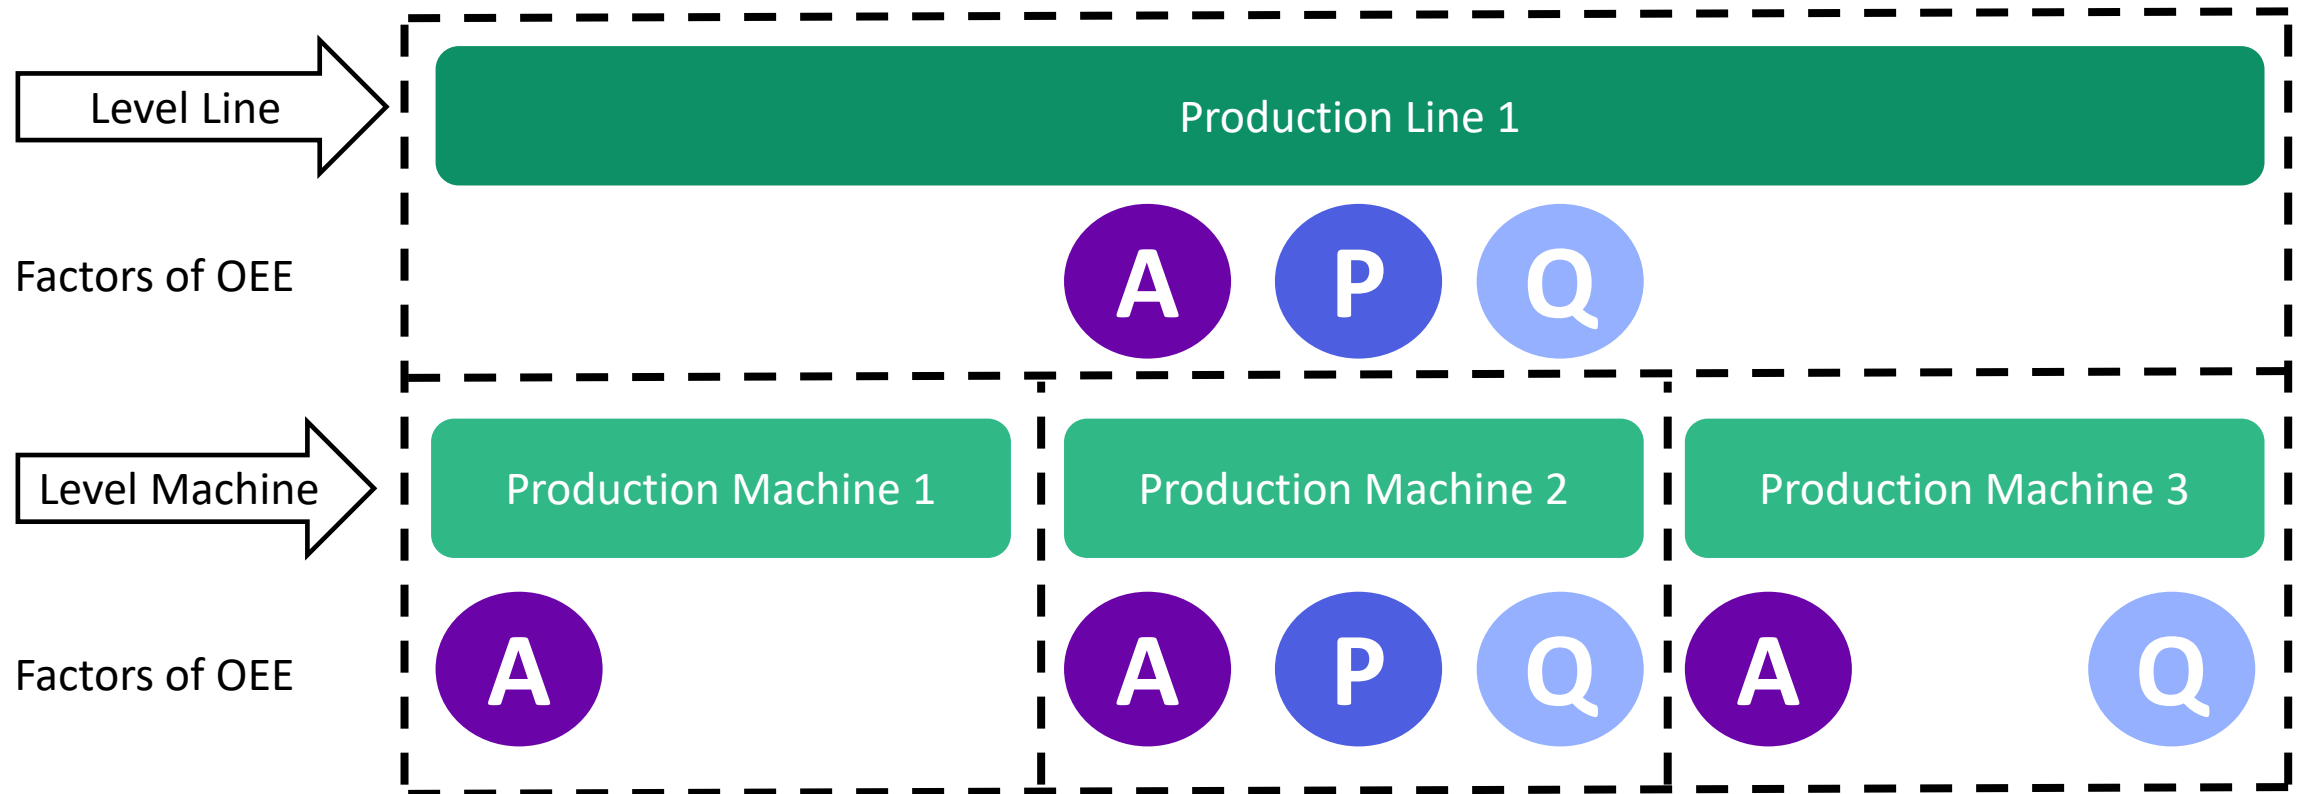 Level Line
Production Line 1
Factors of OEE
A P Q
Level Machine
Production Machine 1
Production Machine 2
Production Machine 3
Factors of OEE
A
A P Q
A Q